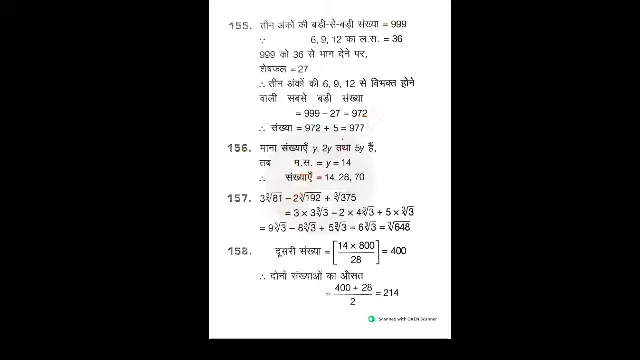 155. तीन अंकों की बड़ी-से-बड़ी संख्या = 999
∵ 6, 9, 12 का ल.स. = 36
999 को 36 से भाग देने पर,
शेषफल = 27
∴ तीन अंकों की 6, 9, 12 से विभक्त होने
वाली सबसे बड़ी संख्या
= 999 – 27 = 972
∴ संख्या = 972 + 5 = 977
156. माना संख्याएँ y, 2y तथा 5y हैं,
तब म.स. = y = 14
∴ संख्याएँ = 14, 28, 70
157. 3∛81 – 2∛192 + ∛375
= 3 × 3∛3 – 2 × 4∛3 + 5 × ∛3
= 9∛3 – 8∛3 + 5∛3 = 6∛3 = ∛648
158. दूसरी संख्या = [14 × 800 / 28] = 400
∴ दोनों संख्याओं का औसत
= 400 + 28 / 2 = 214
Scanned with OKEN Scanner